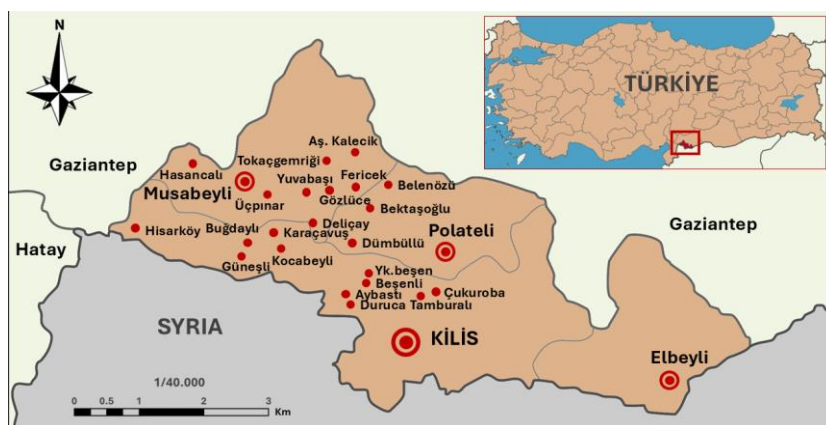 N
TÜRKİYE
Gaziantep
Aş. Kalecik
Tokaçgemriği
Hasancalı
Fericek
Yuvabaşı
Belenözü
Musabeyli
Gözlüce
Üçpınar
Bektaşoğlu
Gaziantep
Deliçay
Hisarköy
Buğdaylı
Karaçavuş
Polateli
Hatay
Dümbüllü
Kocabeyli
Güneşli
Yk.beşen
Beşenli
Çukuroba
Aybastı
Duruca Tamburalı
SYRIA
KİLİS
Elbeyli
1/40.000
0 0.5 1 2 3
Km